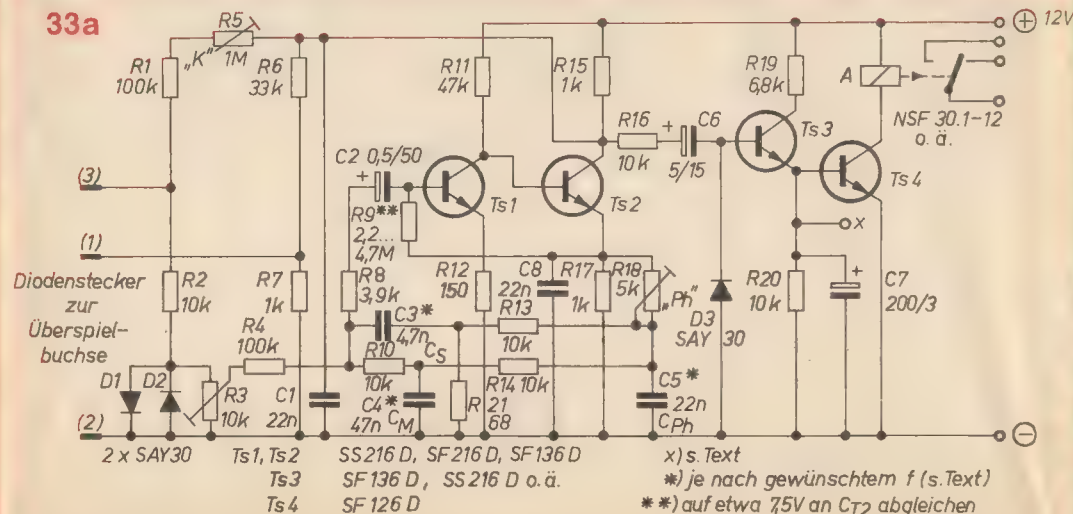 33a
R5
„K" 1M
R1
100k
R6
33k
R11
47k
R15
1k
R19
6,8k
A
⊕ 12V
NSF 30.1-12
o. ä.
R16
10k
+ C6
5/15
Ts3
Ts4
C2 0,5/50
+
Ts1
Ts2
R9**
2,2...
4,7M
(3)
(1)
Diodenstecker
zur
Überspiel-
buchse
(2)
R2
10k
R7
1k
R8
3,9k
R12
150
C8
22n
R17
1k
R18
5k
„Ph"
x
R20
10k
+
C7
200/3
D3
SAY 30
C3*
4,7n
R13
10k
R4
100k
R10
10k
CS
R14 10k
C5*
22n
CPh
D1
D2
R3
10k
C1
22n
C4*
47n
CM
R
21
68
⊖
2 x SAY30
Ts1, Ts2 SS216 D, SF216 D, SF136 D
Ts3 SF136 D, SS216 D o.ä.
Ts4 SF126 D
x) s. Text
*) je nach gewünschtem f (s. Text)
**) auf etwa 7,5V an CT2 abgleichen